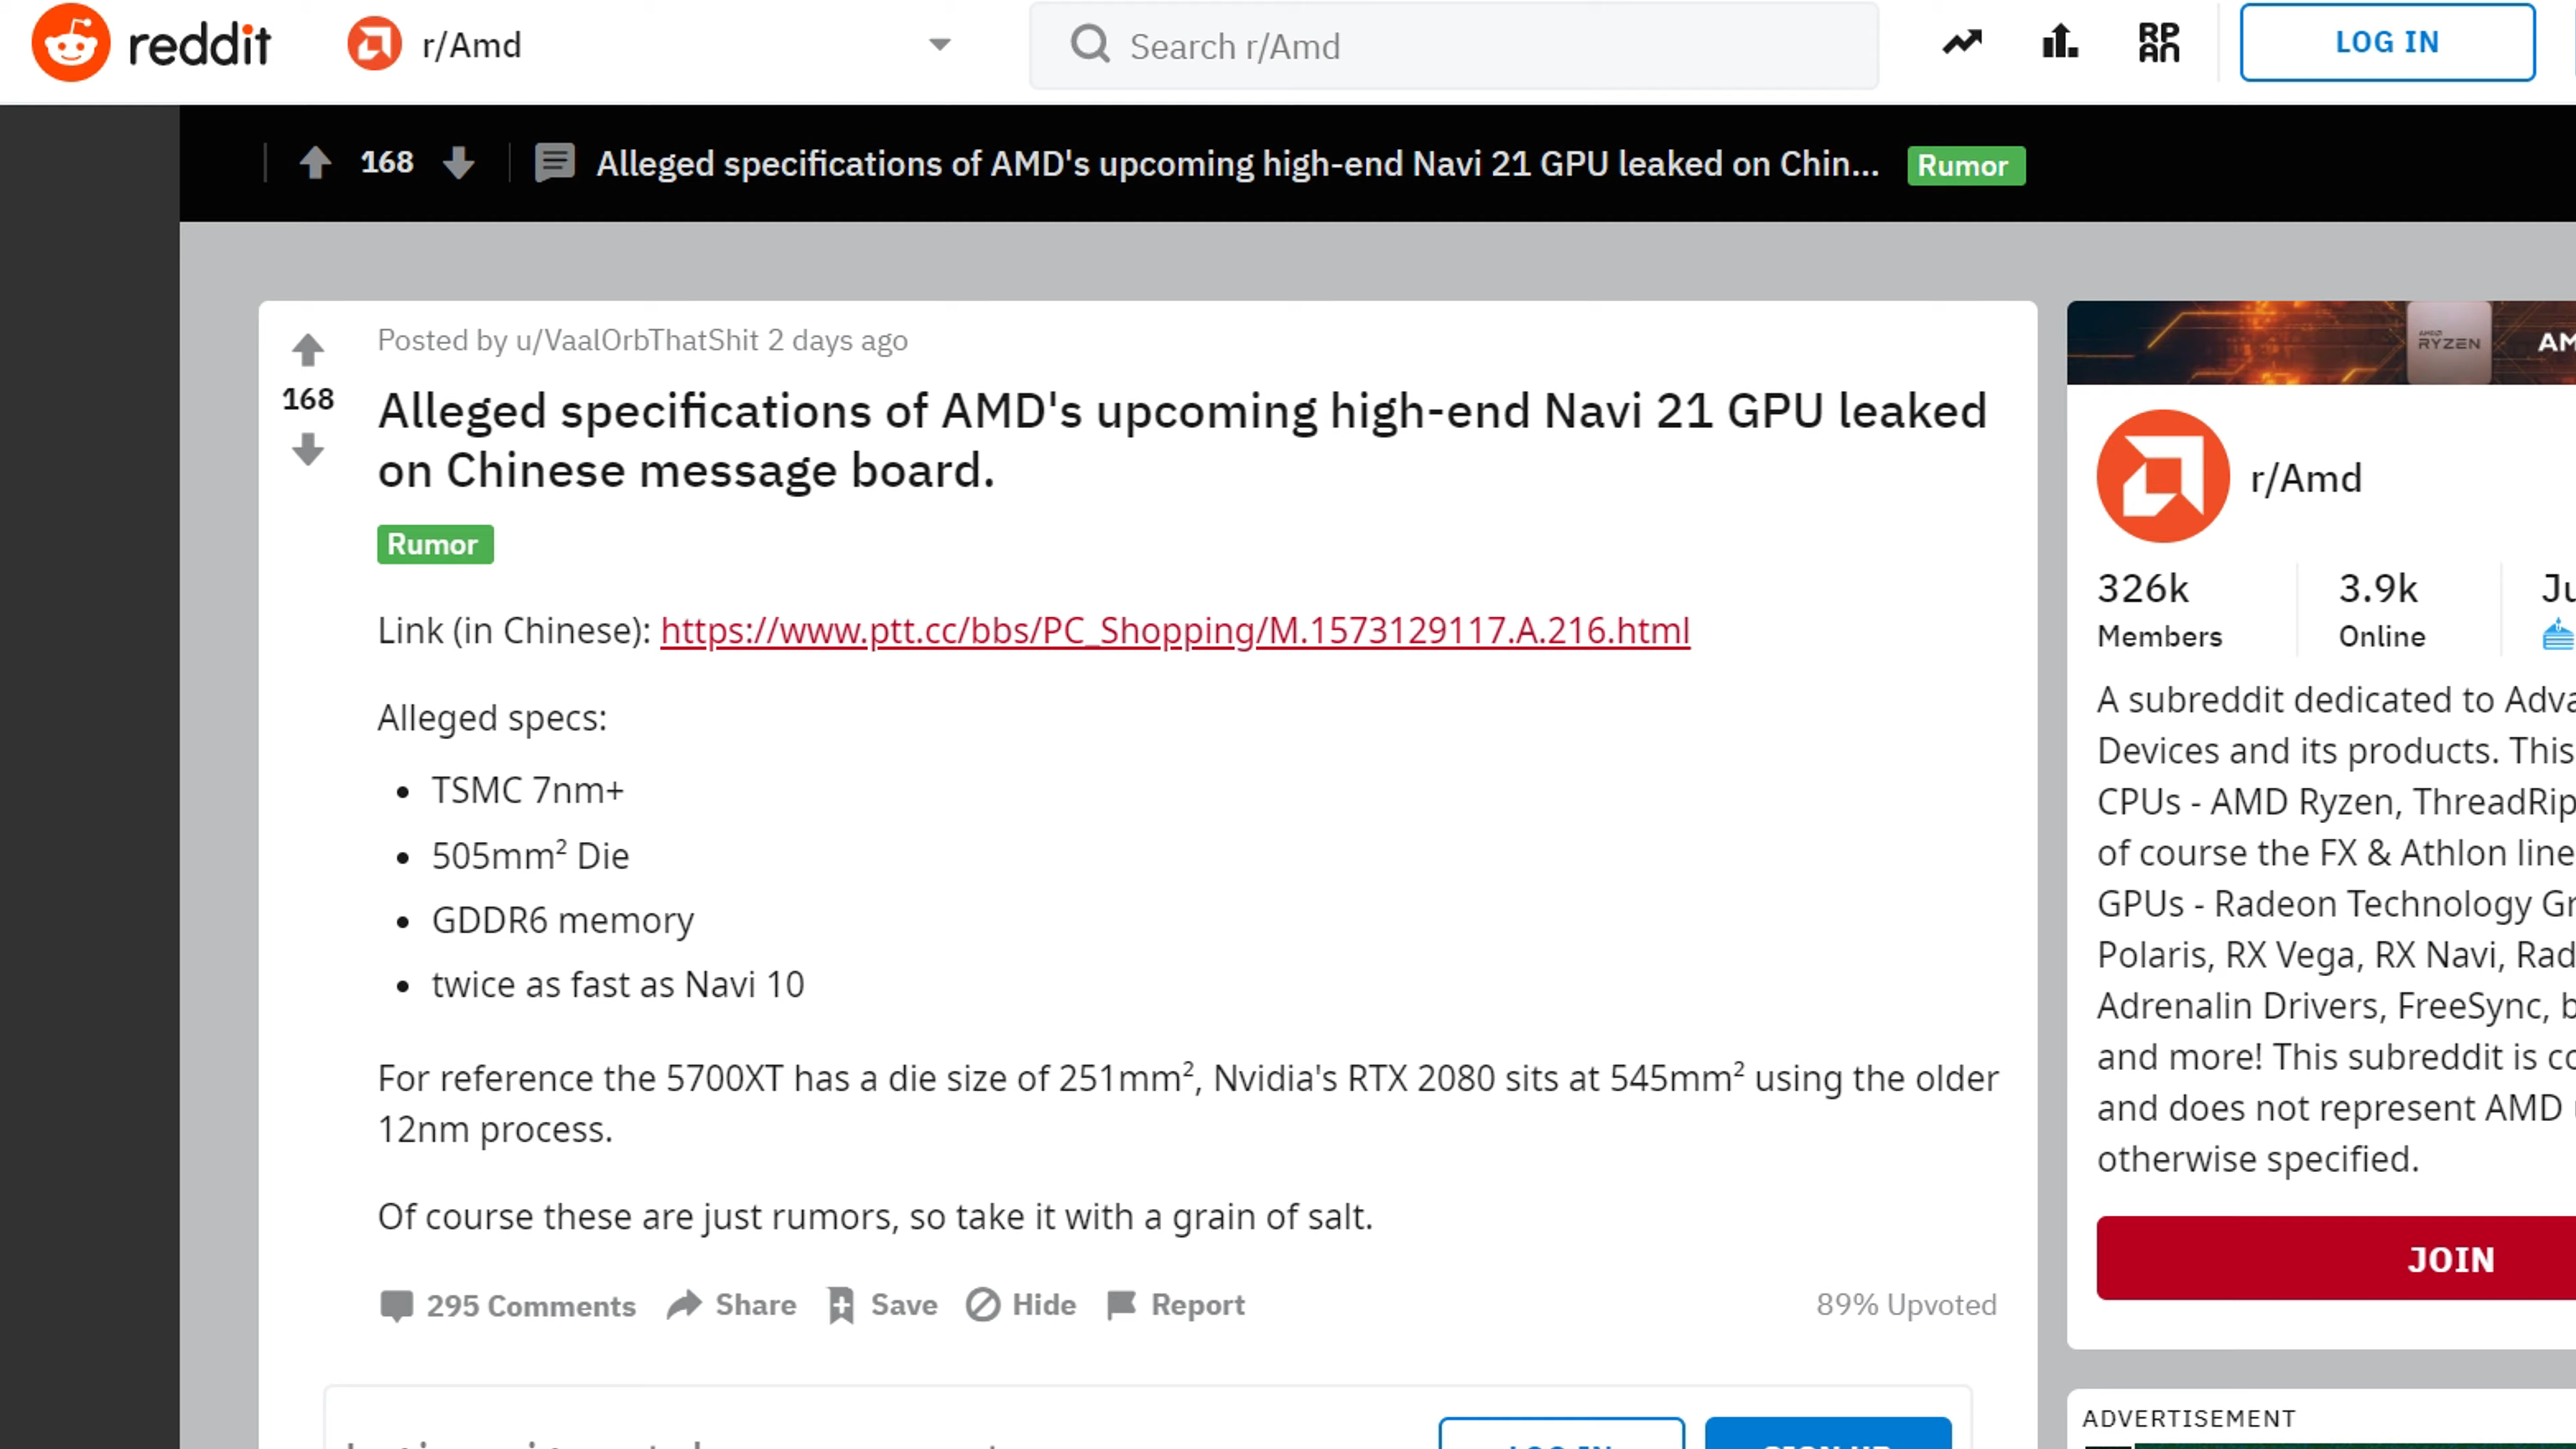 reddit
r/Amd
Search r/Amd
RPAN
LOG IN
168
Alleged specifications of AMD's upcoming high-end Navi 21 GPU leaked on Chin...
Rumor
Posted by u/VaalOrbThatShit 2 days ago
168
Alleged specifications of AMD's upcoming high-end Navi 21 GPU leaked
on Chinese message board.
Rumor
Link (in Chinese): https://www.ptt.cc/bbs/PC_Shopping/M.1573129117.A.216.html
Alleged specs:
• TSMC 7nm+
• 505mm² Die
• GDDR6 memory
• twice as fast as Navi 10
For reference the 5700XT has a die size of 251mm², Nvidia's RTX 2080 sits at 545mm² using the older
12nm process.
Of course these are just rumors, so take it with a grain of salt.
295 Comments
Share
Save
Hide
Report
89% Upvoted
AMD
RYZEN
AM
r/Amd
326k
Members
3.9k
Online
Ju
A subreddit dedicated to Adva
Devices and its products. This
CPUs - AMD Ryzen, ThreadRip
of course the FX & Athlon line
GPUs - Radeon Technology Gr
Polaris, RX Vega, RX Navi, Rad
Adrenalin Drivers, FreeSync, b
and more! This subreddit is co
and does not represent AMD
otherwise specified.
JOIN
ADVERTISEMENT